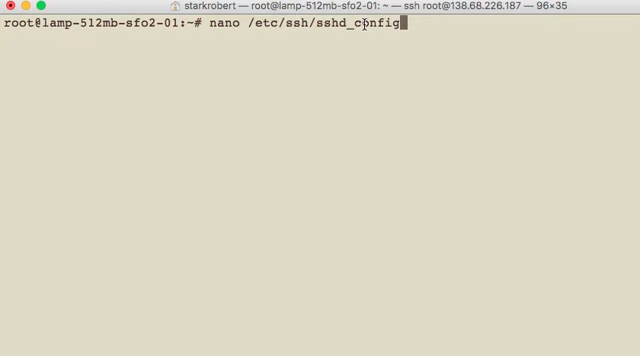 starkrobert — root@lamp-512mb-sfo2-01: ~ — ssh root@138.68.226.187 — 96×35
root@lamp-512mb-sfo2-01:~# nano /etc/ssh/sshd_config